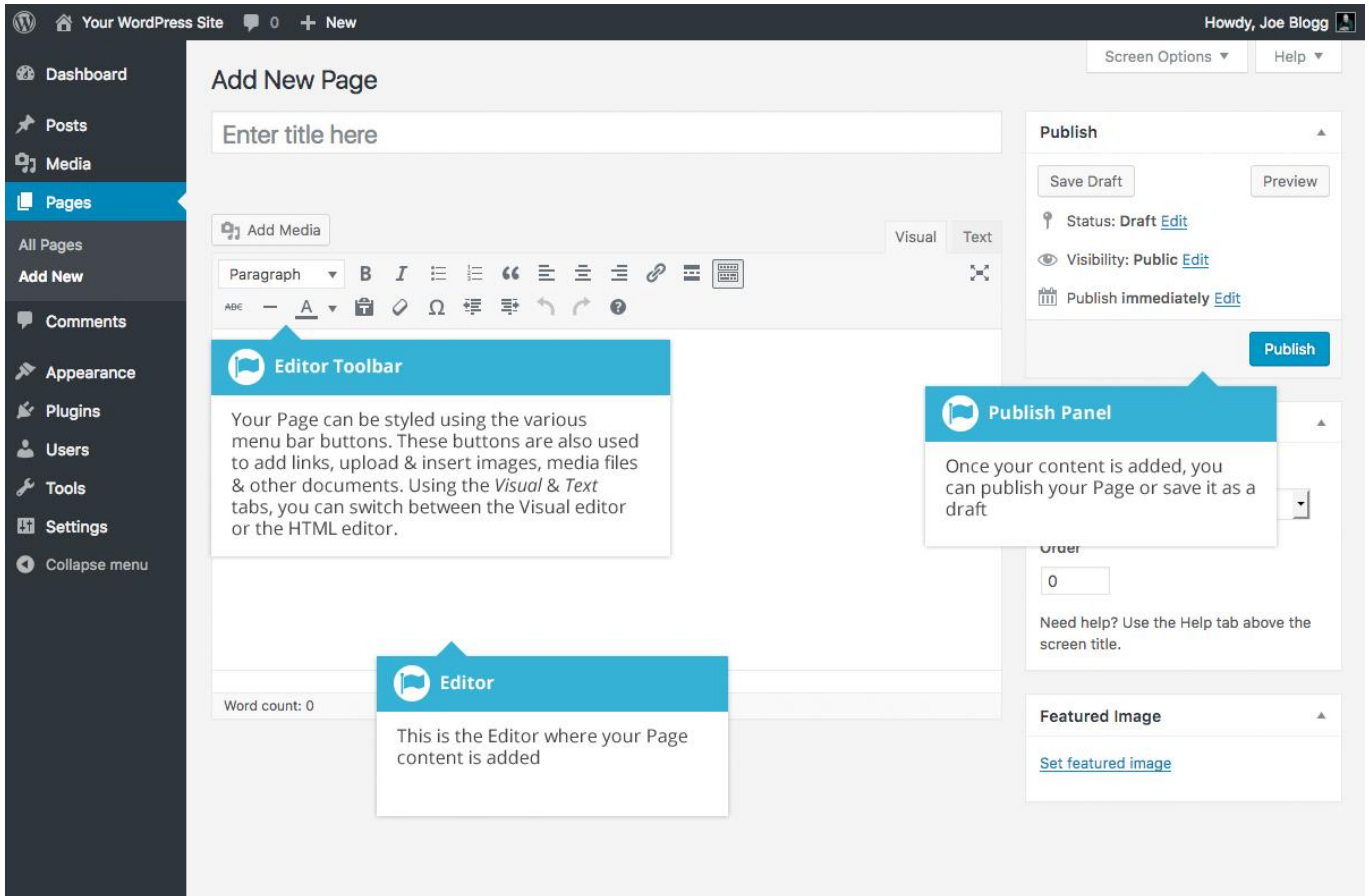 Your WordPress Site 0 + New Howdy, Joe Blogg
Screen Options ▼ Help ▼
Dashboard
Posts
Media
Pages
All Pages
Add New
Comments
Appearance
Plugins
Users
Tools
Settings
Collapse menu
Add New Page
Enter title here
Add Media
Visual Text
Paragraph ▼ B I
ABE A Ω
Editor Toolbar
Your Page can be styled using the various
menu bar buttons. These buttons are also used
to add links, upload & insert images, media files
& other documents. Using the Visual & Text
tabs, you can switch between the Visual editor
or the HTML editor.
Editor
This is the Editor where your Page
content is added
Word count: 0
Publish
Save Draft Preview
Status: Draft Edit
Visibility: Public Edit
Publish immediately Edit
Publish
Publish Panel
Once your content is added, you
can publish your Page or save it as a
draft
Order
0
Need help? Use the Help tab above the
screen title.
Featured Image
Set featured image